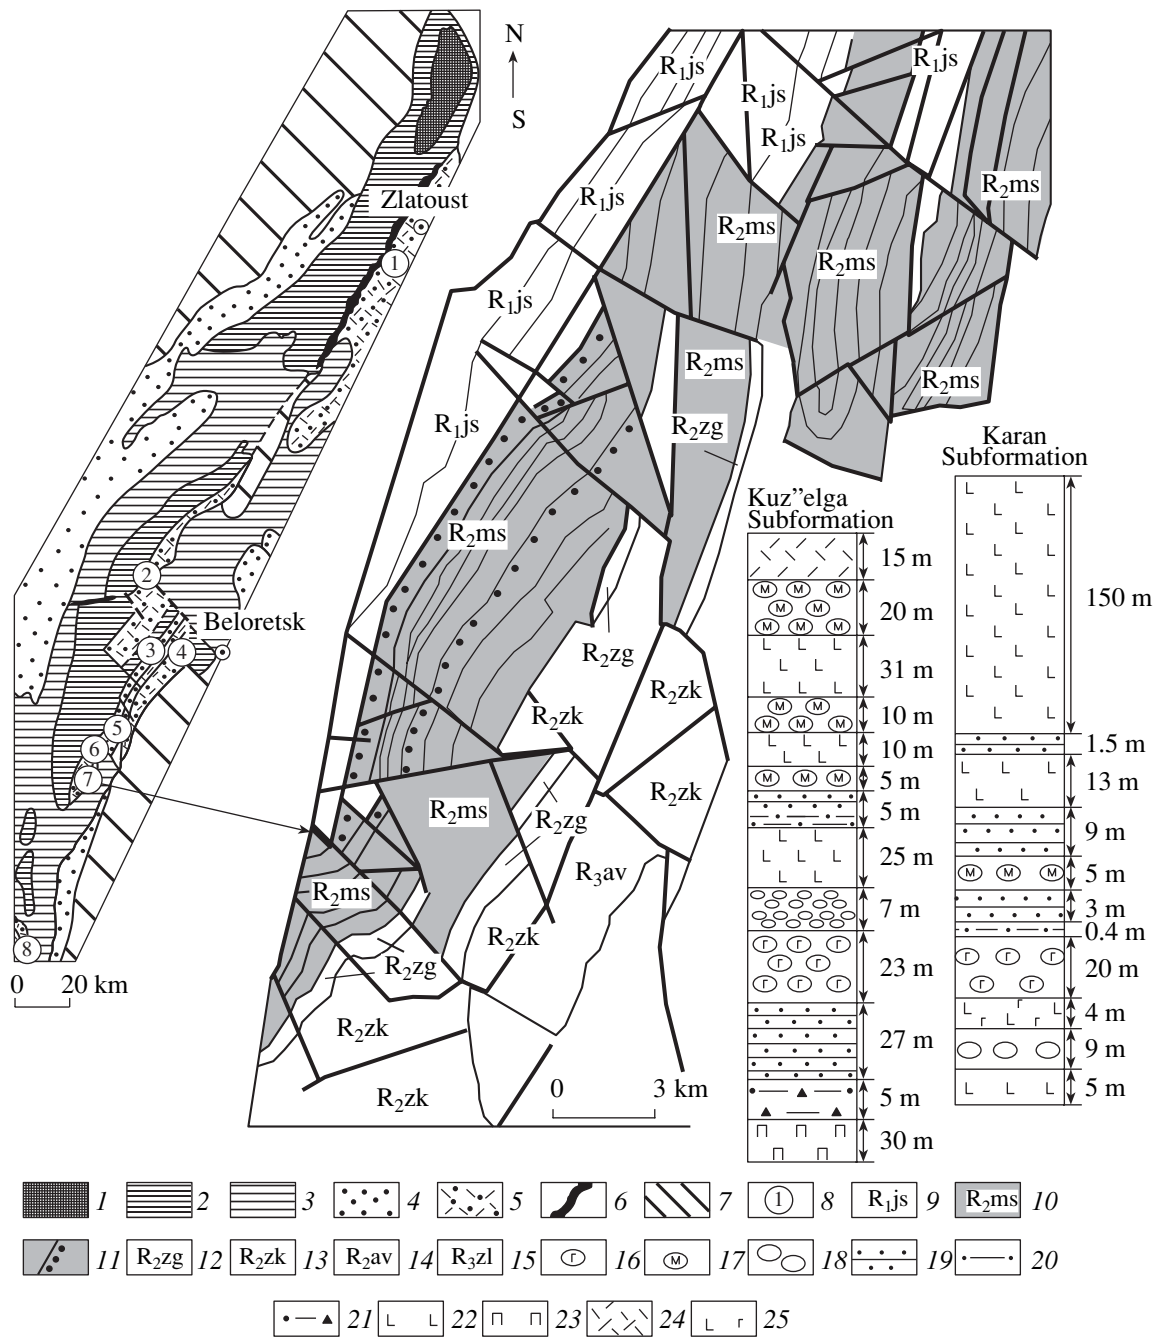 N
S
Zlatoust
1
2
Beloretsk
3
4
5
6
7
8
0 20 km
R₁js
R₁js
R₁js
R₁js
R₁js
R₂ms
R₂ms
R₂ms
R₁js
R₂ms
R₂ms
R₁js
R₂zg
R₂ms
R₂zg
R₂zk
R₂zk
R₂zk
R₂ms
R₂zg
R₃av
R₂ms
R₂zk
R₂zg
R₂zk
R₂zk
0 3 km
Kuz”elga
Subformation
15 m
M M M
M M
M M M
20 m
31 m
M M
M M M
10 m
10 m
M M M
5 m
5 m
25 m
7 m
г г г
г г
г г г
23 m
27 m
5 m
30 m
Karan
Subformation
150 m
1.5 m
13 m
9 m
M M M
5 m
3 m
0.4 m
г г г
г г
20 m
4 m
9 m
5 m
1 2 3 4 5 6 7 1 8 R₁js 9 R₂ms 10
11 R₂zg 12 R₂zk 13 R₂av 14 R₃zl 15 г 16 M 17 18 19 20
21 22 23 24 25